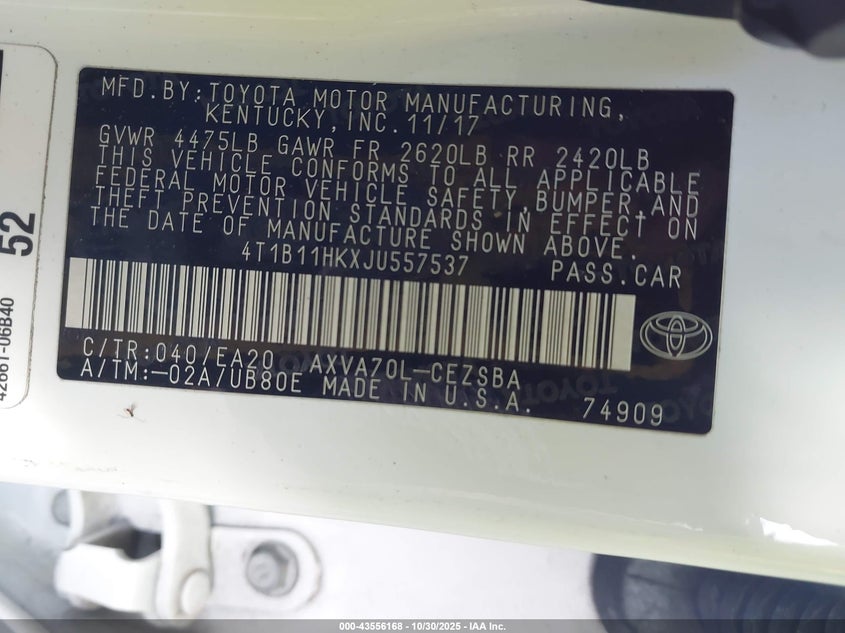 MFD.BY:TOYOTA MOTOR MANUFACTURING,
KENTUCKY,INC.11/17
GVWR 4475LB GAWR FR 2620LB RR 2420LB
THIS VEHICLE CONFORMS TO ALL APPLICABLE
FEDERAL MOTOR VEHICLE SAFETY,BUMPER,AND
THEFT PREVENTION STANDARDS IN EFFECT ON
THE DATE OF MANUFACTURE SHOWN ABOVE.
4T1B11HKXJU557537 PASS.CAR
C/TR:040/EA20 AXVA70L-CEZSBA
A/TM:-02A/UB80E MADE IN U.S.A. 74909
52
42661-06B40
000-43556168 - 10/30/2025 - IAA Inc.